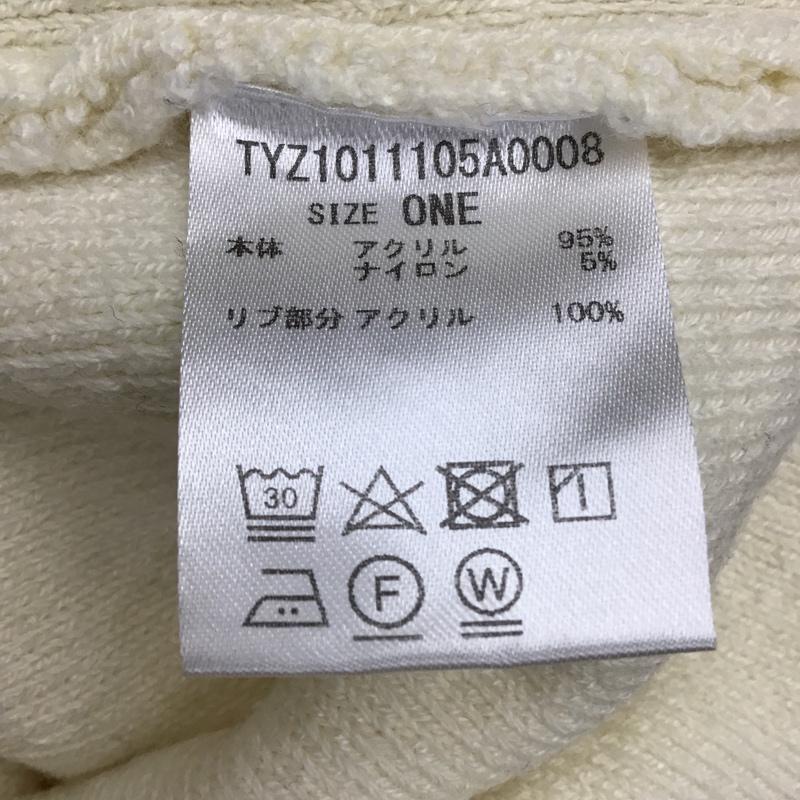 TYZ1011105A0008
SIZE ONE
本体 アクリル 95%
ナイロン 5%
リブ部分 アクリル 100%
30
F W